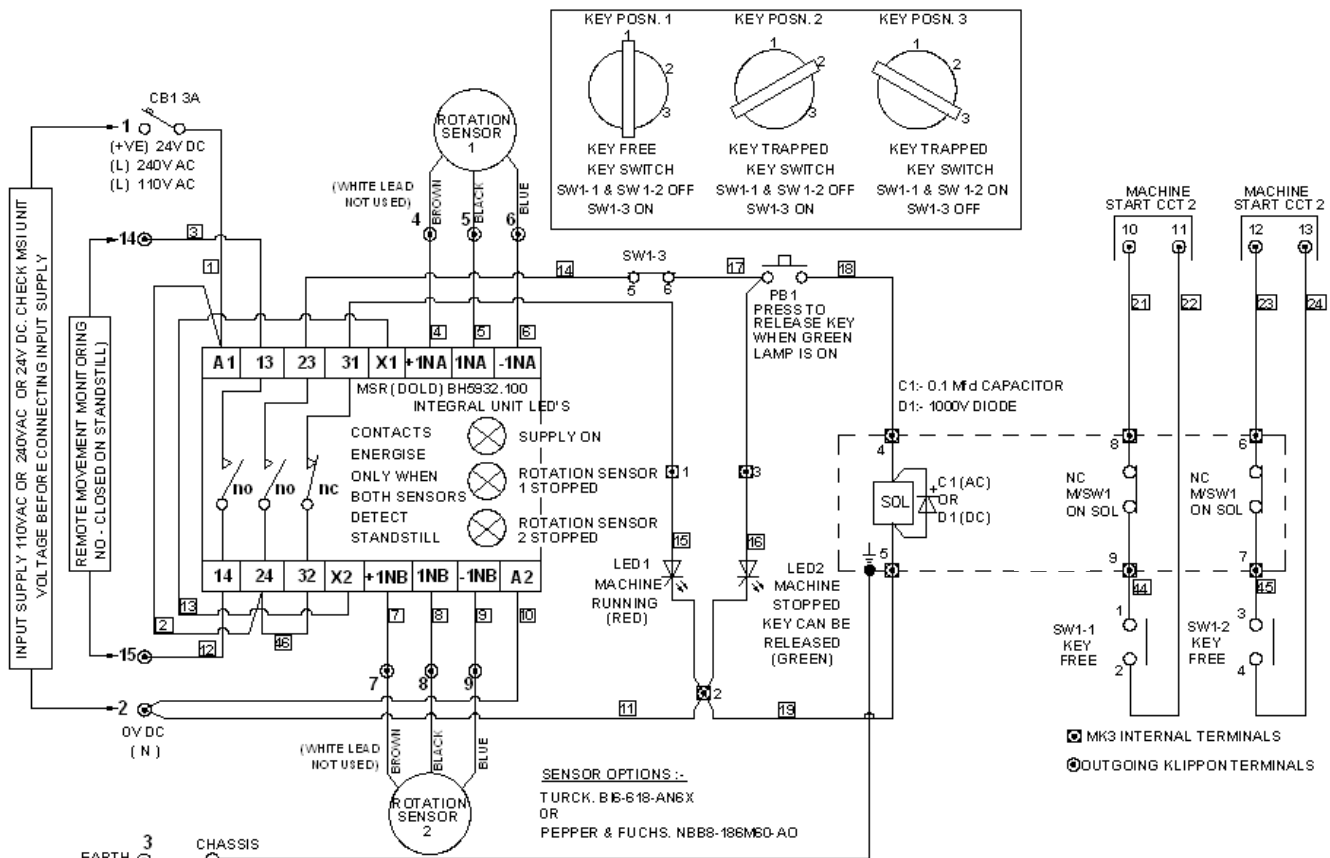 KEY POSN. 1
KEY POSN. 2
KEY POSN. 3
1
2
3
1
2
3
1
2
3
KEY FREE
KEY SWITCH
SW1-1 & SW1-2 OFF
SW1-3 ON
KEY TRAPPED
KEY SWITCH
SW1-1 & SW1-2 OFF
SW1-3 ON
KEY TRAPPED
KEY SWITCH
SW1-1 & SW1-2 ON
SW1-3 OFF
INPUT SUPPLY 110VAC OR 240VAC OR 24V DC. CHECK MSI UNIT
VOLTAGE BEFORE CONNECTING INPUT SUPPLY
REMOTE MOVEMENT MONITORING
NO - CLOSED ON STANDSTILL)
CB1 3A
1
(+VE) 24V DC
(L) 240V AC
(L) 110V AC
14
3
1
ROTATION
SENSOR
1
(WHITE LEAD
NOT USED)
BROWN
BLACK
BLUE
4
5
6
4
5
6
14
SW1-3
5
6
17
18
PB1
PRESS TO
RELEASE KEY
WHEN GREEN
LAMP IS ON
MACHINE
START CCT 2
MACHINE
START CCT 2
10
11
12
13
21
22
23
24
A1
13
23
31
X1
+1NA
1NA
-1NA
MSR (DOLD) BH5932.100
INTEGRAL UNIT LED'S
CONTACTS
ENERGISE
ONLY WHEN
BOTH SENSORS
DETECT
STANDSTILL
SUPPLY ON
ROTATION SENSOR
1 STOPPED
ROTATION SENSOR
2 STOPPED
no
no
nc
14
24
32
X2
+1NB
1NB
-1NB
A2
13
2
12
46
7
8
9
10
15
2
0V DC
(N)
11
19
7
8
9
(WHITE LEAD
NOT USED)
BROWN
BLACK
BLUE
ROTATION
SENSOR
2
SENSOR OPTIONS :-
TURCK. BI6-618-AN6X
OR
PEPPER & FUCHS. NBB8-186M60-AO
1
3
15
16
LED1
MACHINE
RUNNING
(RED)
LED2
MACHINE
STOPPED
KEY CAN BE
RELEASED
(GREEN)
2
C1:- 0.1 Mfd CAPACITOR
D1:- 1000V DIODE
4
SOL
+
C1 (AC)
OR
D1 (DC)
5
8
NC
M/SW1
ON SOL
9
44
6
NC
M/SW1
ON SOL
7
45
1
SW1-1
KEY
FREE
2
3
SW1-2
KEY
FREE
4
MK3 INTERNAL TERMINALS
OUTGOING KLIPPON TERMINALS
3
EARTH
CHASSIS